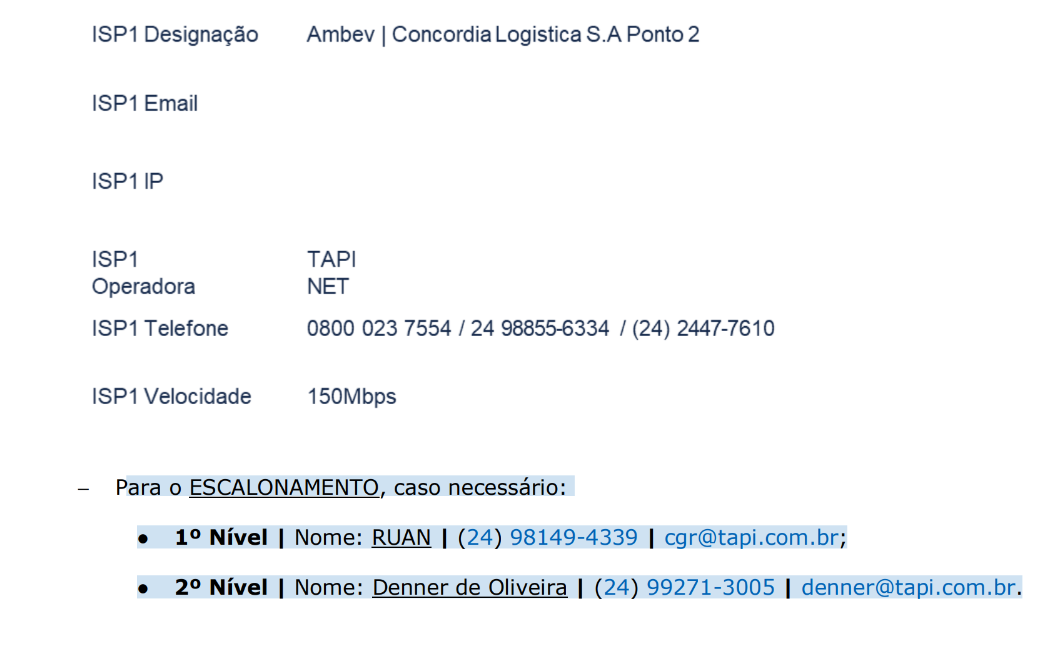 ISP1 Designação Ambev | Concordia Logistica S.A Ponto 2
ISP1 Email
ISP1 IP
ISP1 TAPI
Operadora NET
ISP1 Telefone 0800 023 7554 / 24 98855-6334 / (24) 2447-7610
ISP1 Velocidade 150Mbps
– Para o ESCALONAMENTO, caso necessário:
• 1º Nível | Nome: RUAN | (24) 98149-4339 | cgr@tapi.com.br;
• 2º Nível | Nome: Denner de Oliveira | (24) 99271-3005 | denner@tapi.com.br.